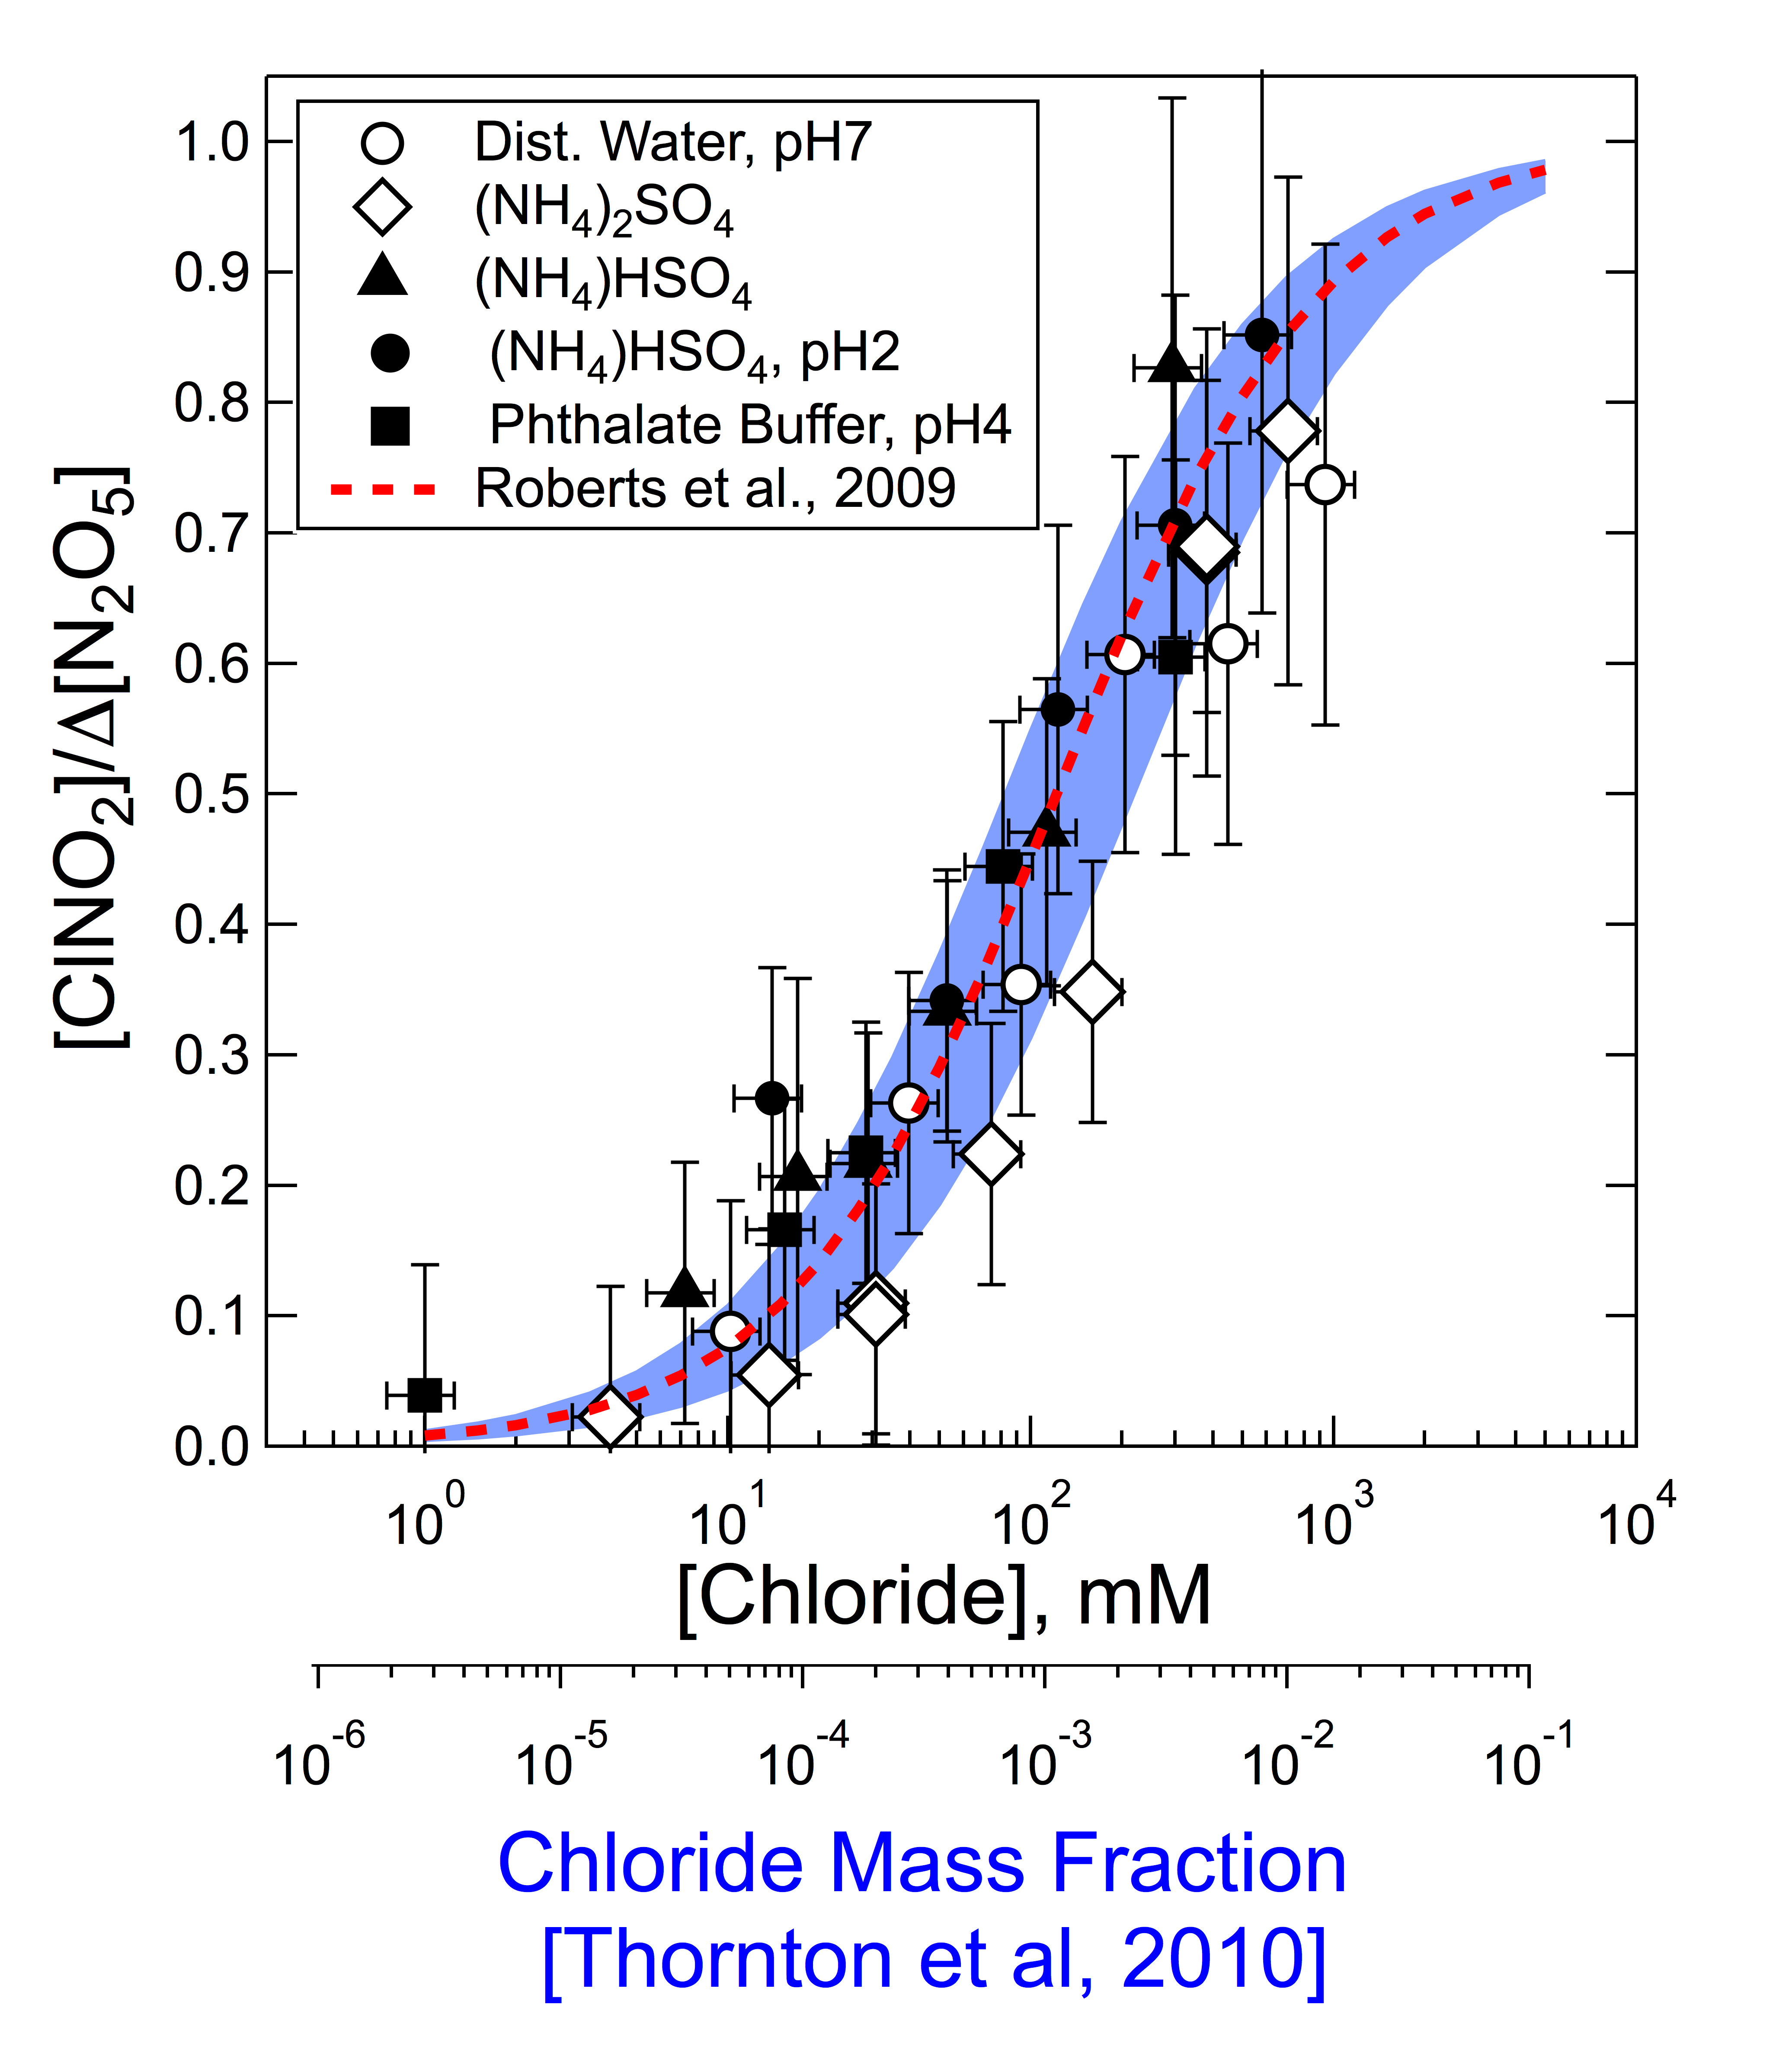 [ClNO2]/Δ[N2O5]
1.0
0.9
0.8
0.7
0.6
0.5
0.4
0.3
0.2
0.1
0.0
Dist. Water, pH7
(NH4)2SO4
(NH4)HSO4
(NH4)HSO4, pH2
Phthalate Buffer, pH4
Roberts et al., 2009
10^0 10^1 10^2 10^3 10^4
[Chloride], mM
10^-6 10^-5 10^-4 10^-3 10^-2 10^-1
Chloride Mass Fraction
[Thornton et al, 2010]